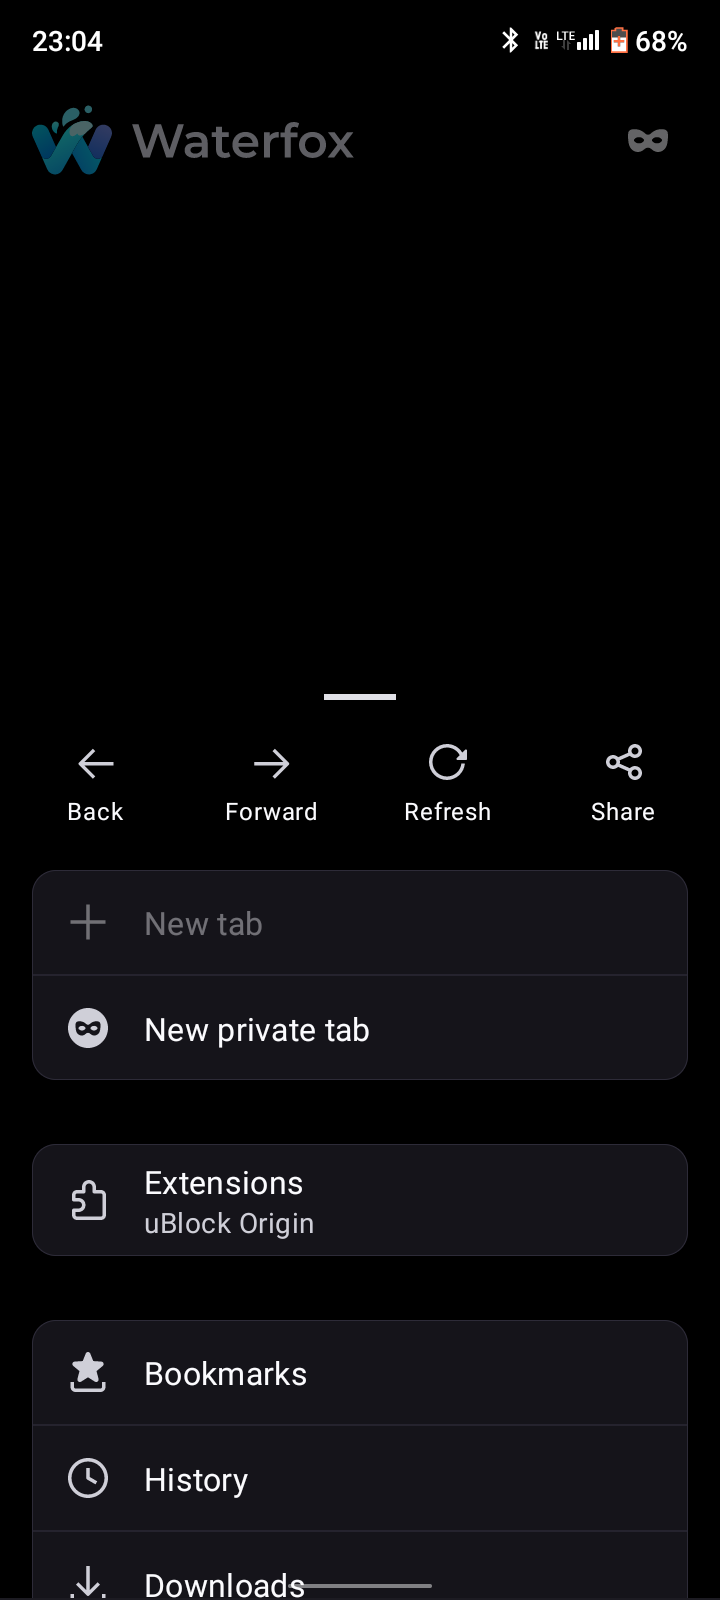 23:04
Vo LTE LTE 68%
Waterfox
Back Forward Refresh Share
New tab
New private tab
Extensions
uBlock Origin
Bookmarks
History
Downloads